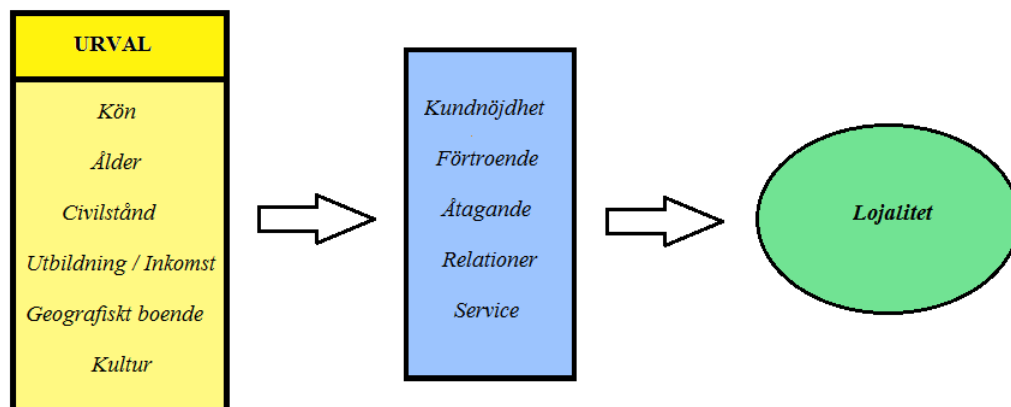 URVAL
Kön
Ålder
Civilstånd
Utbildning / Inkomst
Geografiskt boende
Kultur
Kundnöjdhet
Förtroende
Åtagande
Relationer
Service
Lojalitet